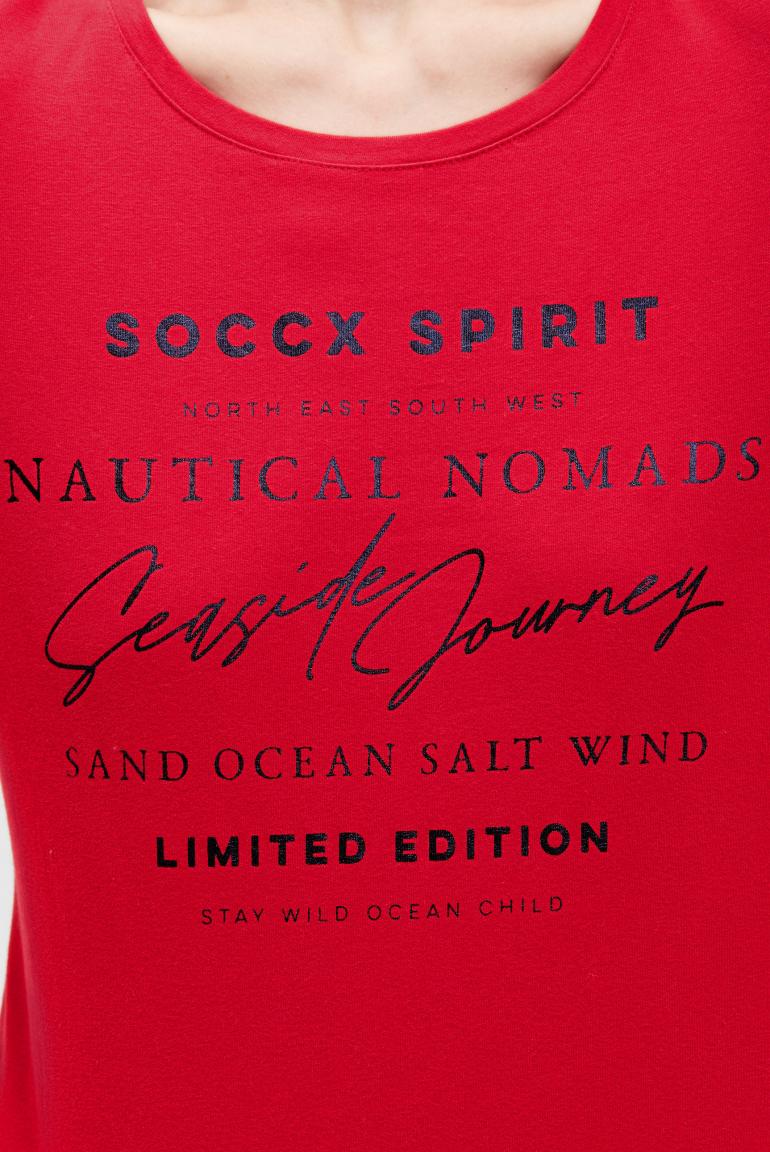 SOCCX SPIRIT
NORTH EAST SOUTH WEST
NAUTICAL NOMADS
Seaside Journey
SAND OCEAN SALT WIND
LIMITED EDITION
STAY WILD OCEAN CHILD